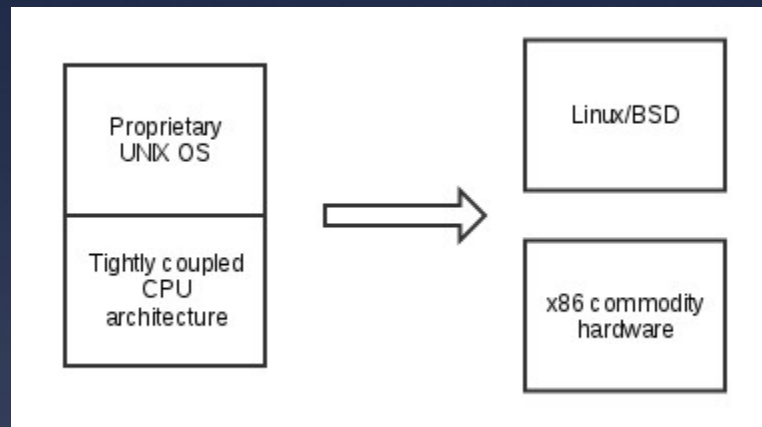 Proprietary
UNIX OS
Tightly coupled
CPU
architecture
Linux/BSD
x86 commodity
hardware